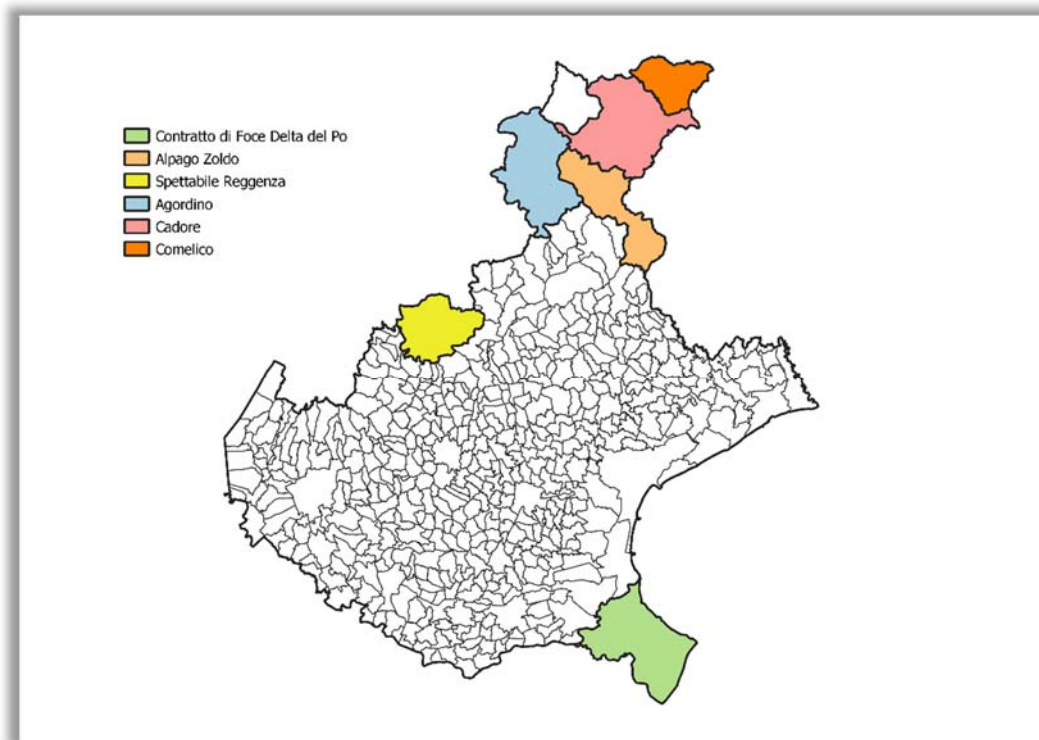 Contratto di Foce Delta del Po
Alpago Zoldo
Spettabile Reggenza
Agordino
Cadore
Comelico